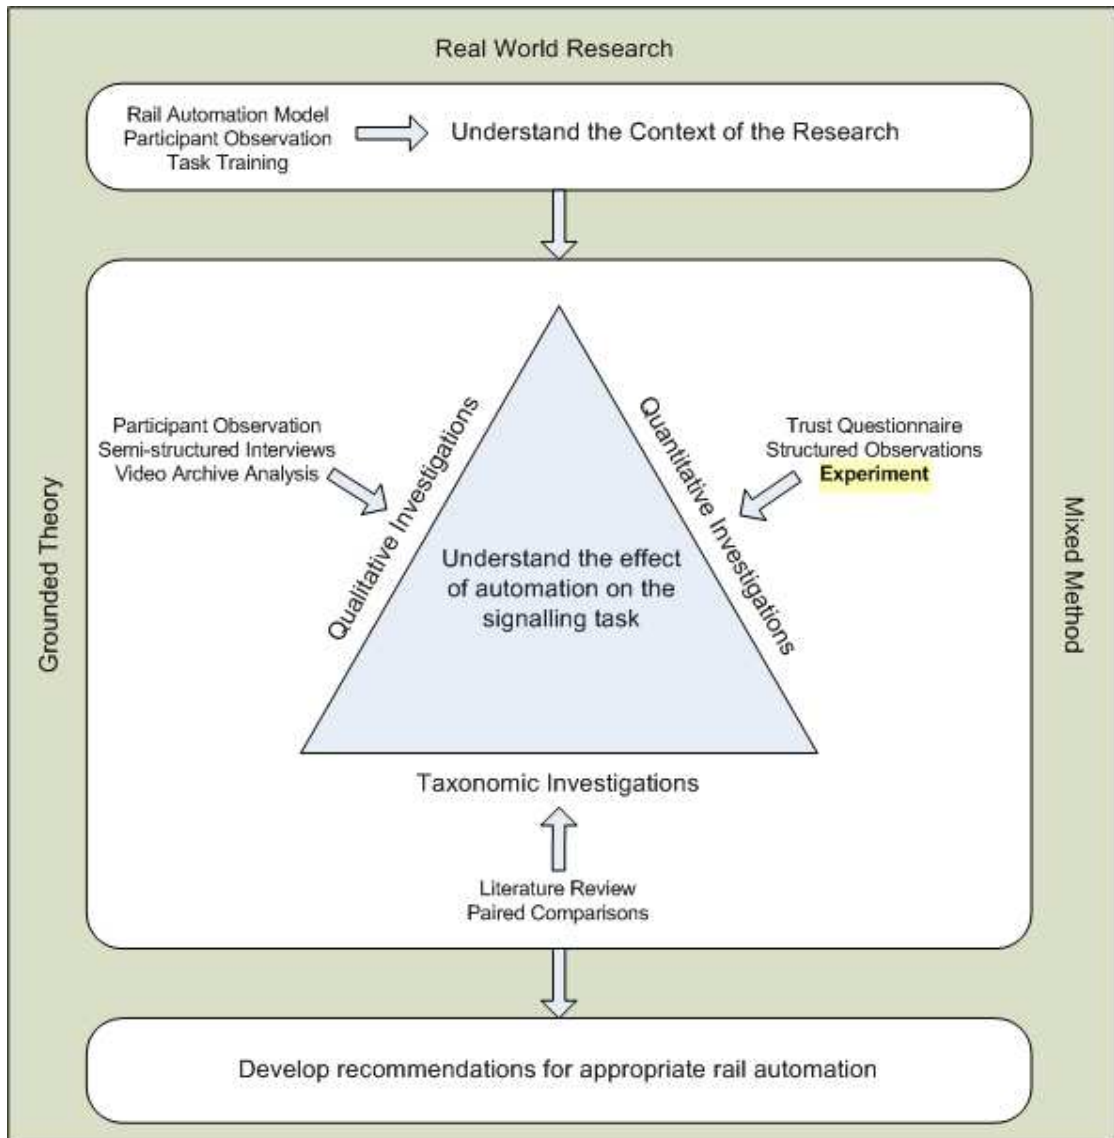 Real World Research
Rail Automation Model
Participant Observation
Task Training
Understand the Context of the Research
Grounded Theory
Participant Observation
Semi-structured Interviews
Video Archive Analysis
Qualitative Investigations
Understand the effect
of automation on the
signalling task
Quantitative Investigations
Trust Questionnaire
Structured Observations
Experiment
Mixed Method
Taxonomic Investigations
Literature Review
Paired Comparisons
Develop recommendations for appropriate rail automation